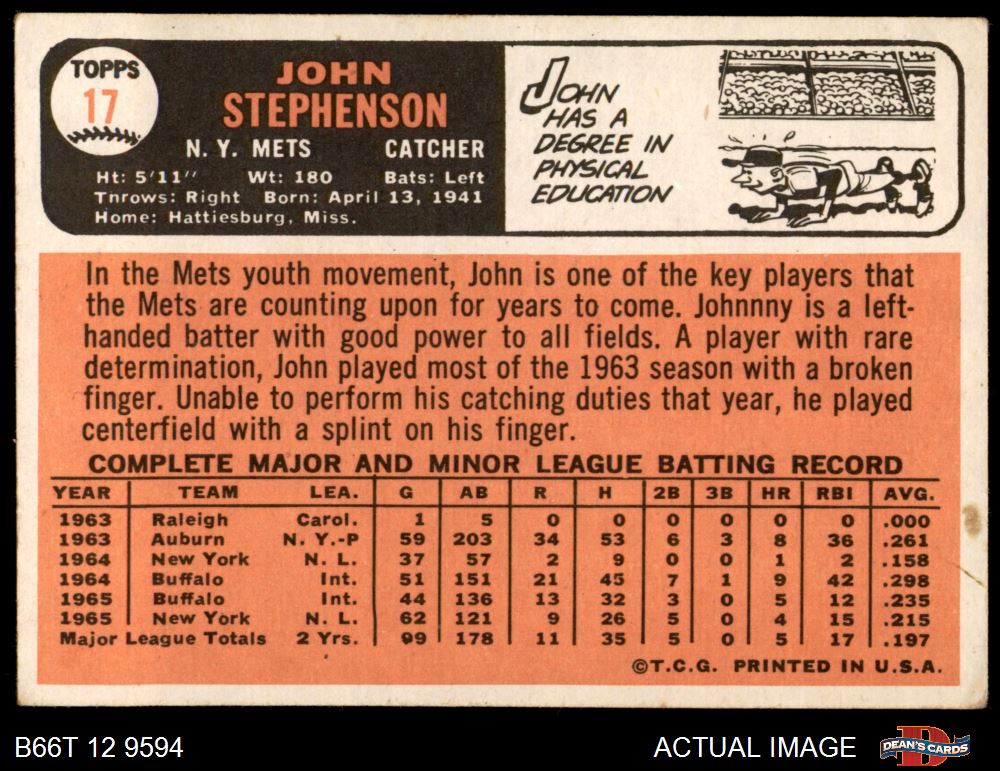 TOPPS
17
JOHN
STEPHENSON
N. Y. METS CATCHER
Ht: 5'11" Wt: 180 Bats: Left
Throws: Right Born: April 13, 1941
Home: Hattiesburg, Miss.
JOHN
HAS A
DEGREE IN
PHYSICAL
EDUCATION
In the Mets youth movement, John is one of the key players that
the Mets are counting upon for years to come. Johnnny is a left-
handed batter with good power to all fields. A player with rare
determination, John played most of the 1963 season with a broken
finger. Unable to perform his catching duties that year, he played
centerfield with a splint on his finger.
COMPLETE MAJOR AND MINOR LEAGUE BATTING RECORD
YEAR TEAM LEA. G AB R H 2B 3B HR RBI AVG.
1963 Raleigh Carol. 1 5 0 0 0 0 0 0 .000
1963 Auburn N. Y.-P 59 203 34 53 6 3 8 36 .261
1964 New York N. L. 37 57 2 9 0 0 1 2 .158
1964 Buffalo Int. 51 151 21 45 7 1 9 42 .298
1965 Buffalo Int. 44 136 13 32 3 0 5 12 .235
1965 New York N. L. 62 121 9 26 5 0 4 15 .215
Major League Totals 2 Yrs. 99 178 11 35 5 0 5 17 .197
©T.C.G. PRINTED IN U.S.A.
B66T 12 9594 ACTUAL IMAGE DEAN'S CARDS